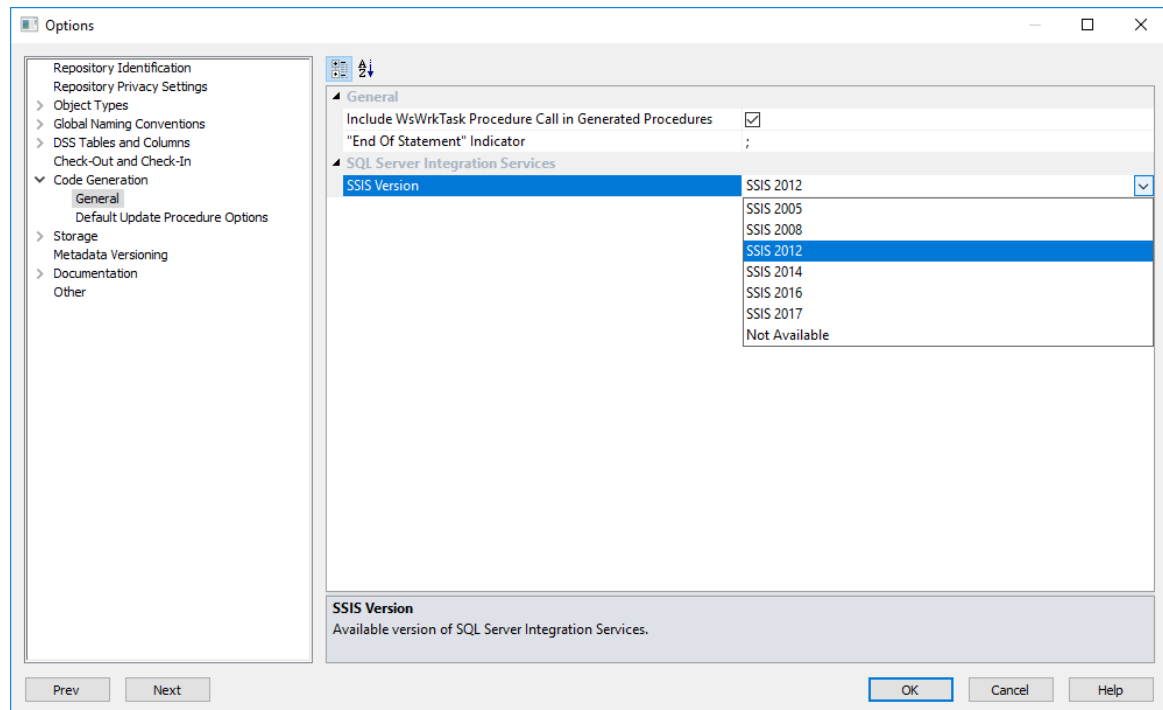 Options
Repository Identification
Repository Privacy Settings
Object Types
Global Naming Conventions
DSS Tables and Columns
Check-Out and Check-In
Code Generation
General
Default Update Procedure Options
Storage
Metadata Versioning
Documentation
Other
General
Include WsWrkTask Procedure Call in Generated Procedures
"End Of Statement" Indicator ;
SQL Server Integration Services
SSIS Version SSIS 2012
SSIS 2005
SSIS 2008
SSIS 2012
SSIS 2014
SSIS 2016
SSIS 2017
Not Available
SSIS Version
Available version of SQL Server Integration Services.
Prev Next OK Cancel Help